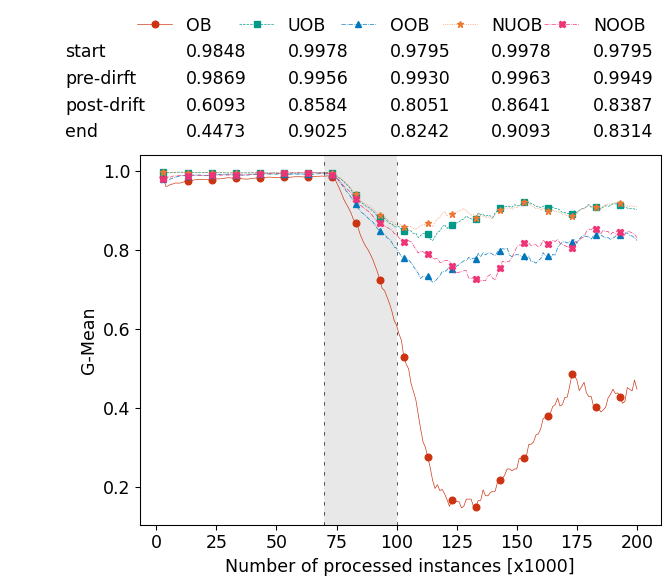 OB UOB OOB NUOB NOOB
start 0.9848 0.9978 0.9795 0.9978 0.9795
pre-dirft 0.9869 0.9956 0.9930 0.9963 0.9949
post-drift 0.6093 0.8584 0.8051 0.8641 0.8387
end 0.4473 0.9025 0.8242 0.9093 0.8314
1.0
0.8
0.6
0.4
0.2
G-Mean
0 25 50 75 100 125 150 175 200
Number of processed instances [x1000]